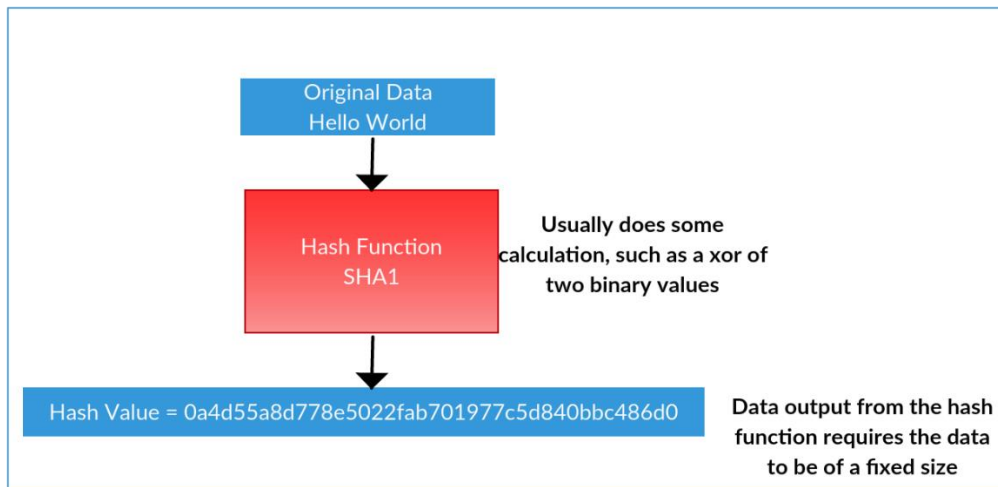 Original Data
Hello World
Hash Function
SHA1
Usually does some
calculation, such as a xor of
two binary values
Hash Value = 0a4d55a8d778e5022fab701977c5d840bbc486d0
Data output from the hash
function requires the data
to be of a fixed size